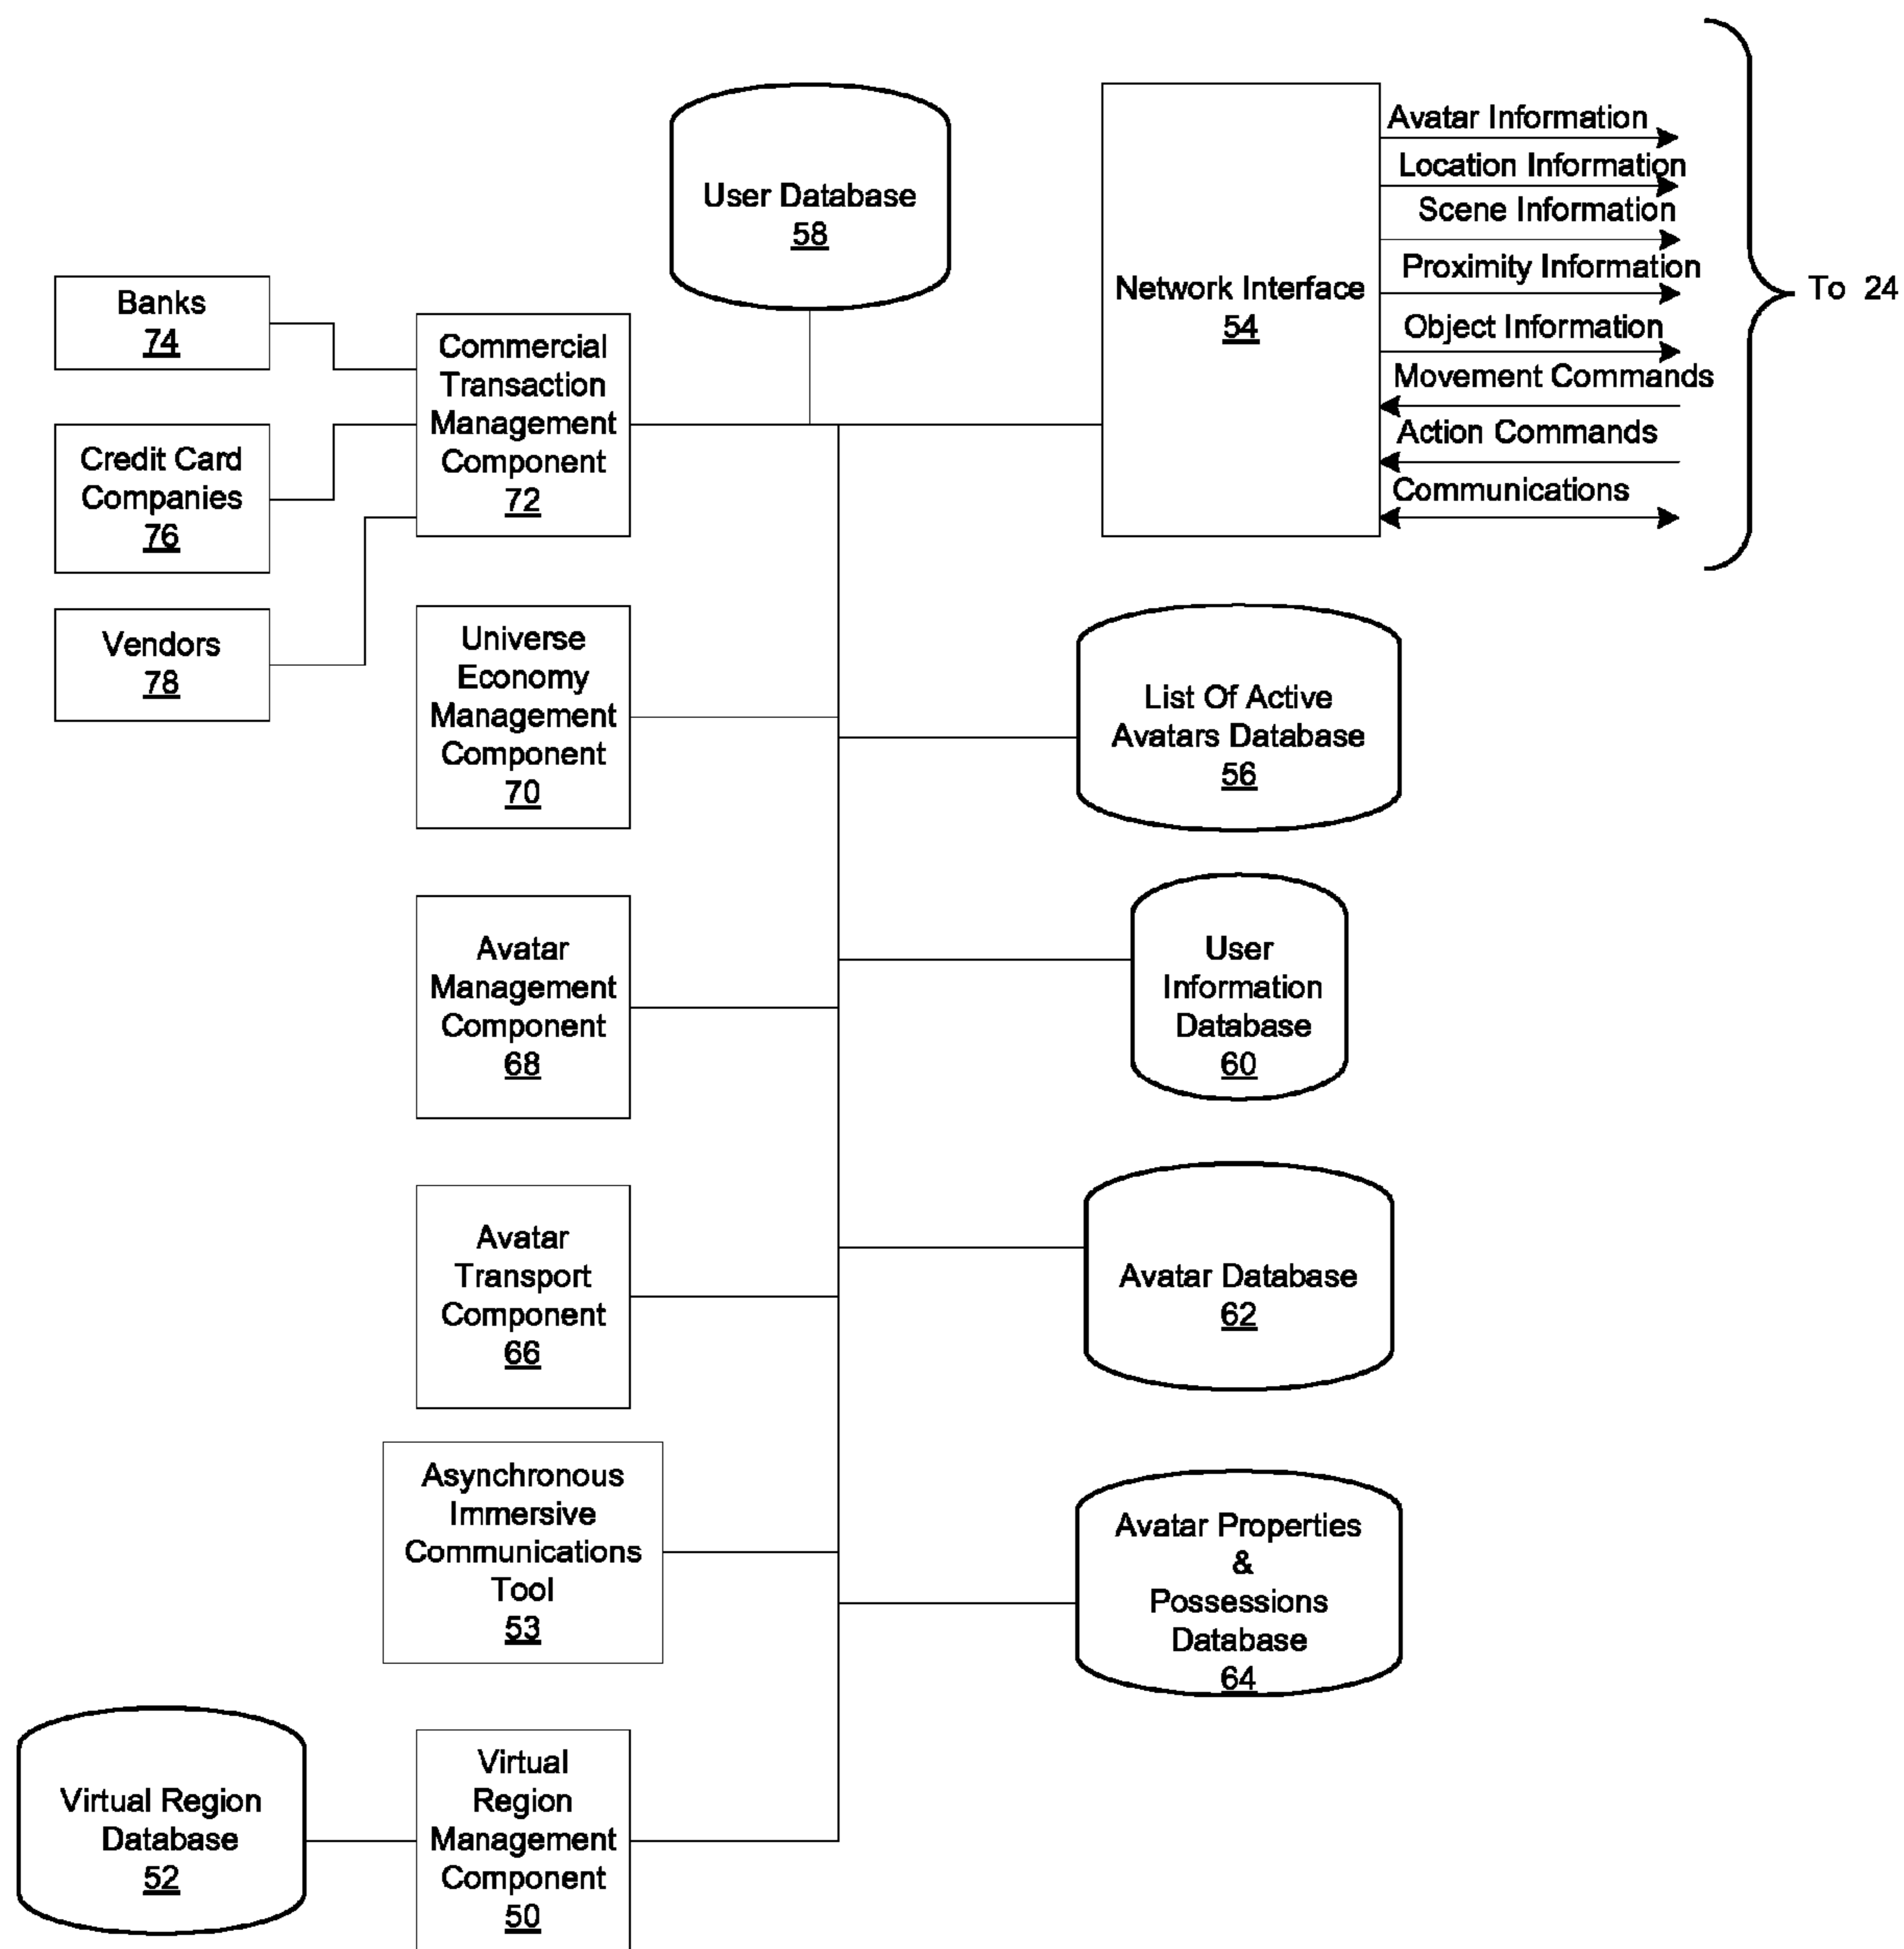 User Database
58
Network Interface
54
Avatar Information
Location Information
Scene Information
Proximity Information
Object Information
Movement Commands
Action Commands
Communications
To 24
Banks
74
Credit Card
Companies
76
Vendors
78
Commercial
Transaction
Management
Component
72
Universe
Economy
Management
Component
70
List Of Active
Avatars Database
56
Avatar
Management
Component
68
User
Information
Database
60
Avatar
Transport
Component
66
Avatar Database
62
Asynchronous
Immersive
Communications
Tool
53
Avatar Properties
&
Possessions
Database
64
Virtual Region
Database
52
Virtual
Region
Management
Component
50